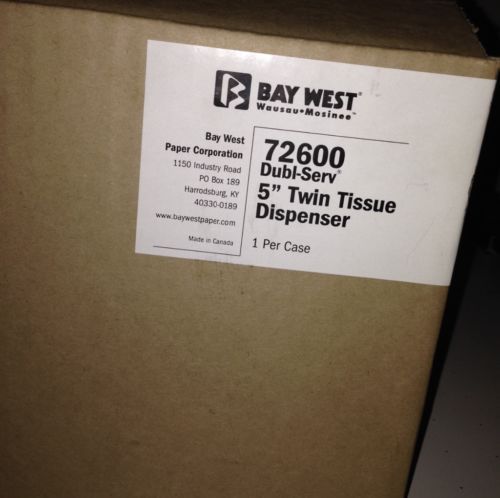 BAY WEST®
Wausau•Mosinee™
Bay West
Paper Corporation
1150 Industry Road
PO Box 189
Harrodsburg, KY
40330-0189
www.baywestpaper.com
Made in Canada
72600
Dubl-Serv®
5" Twin Tissue
Dispenser
1 Per Case